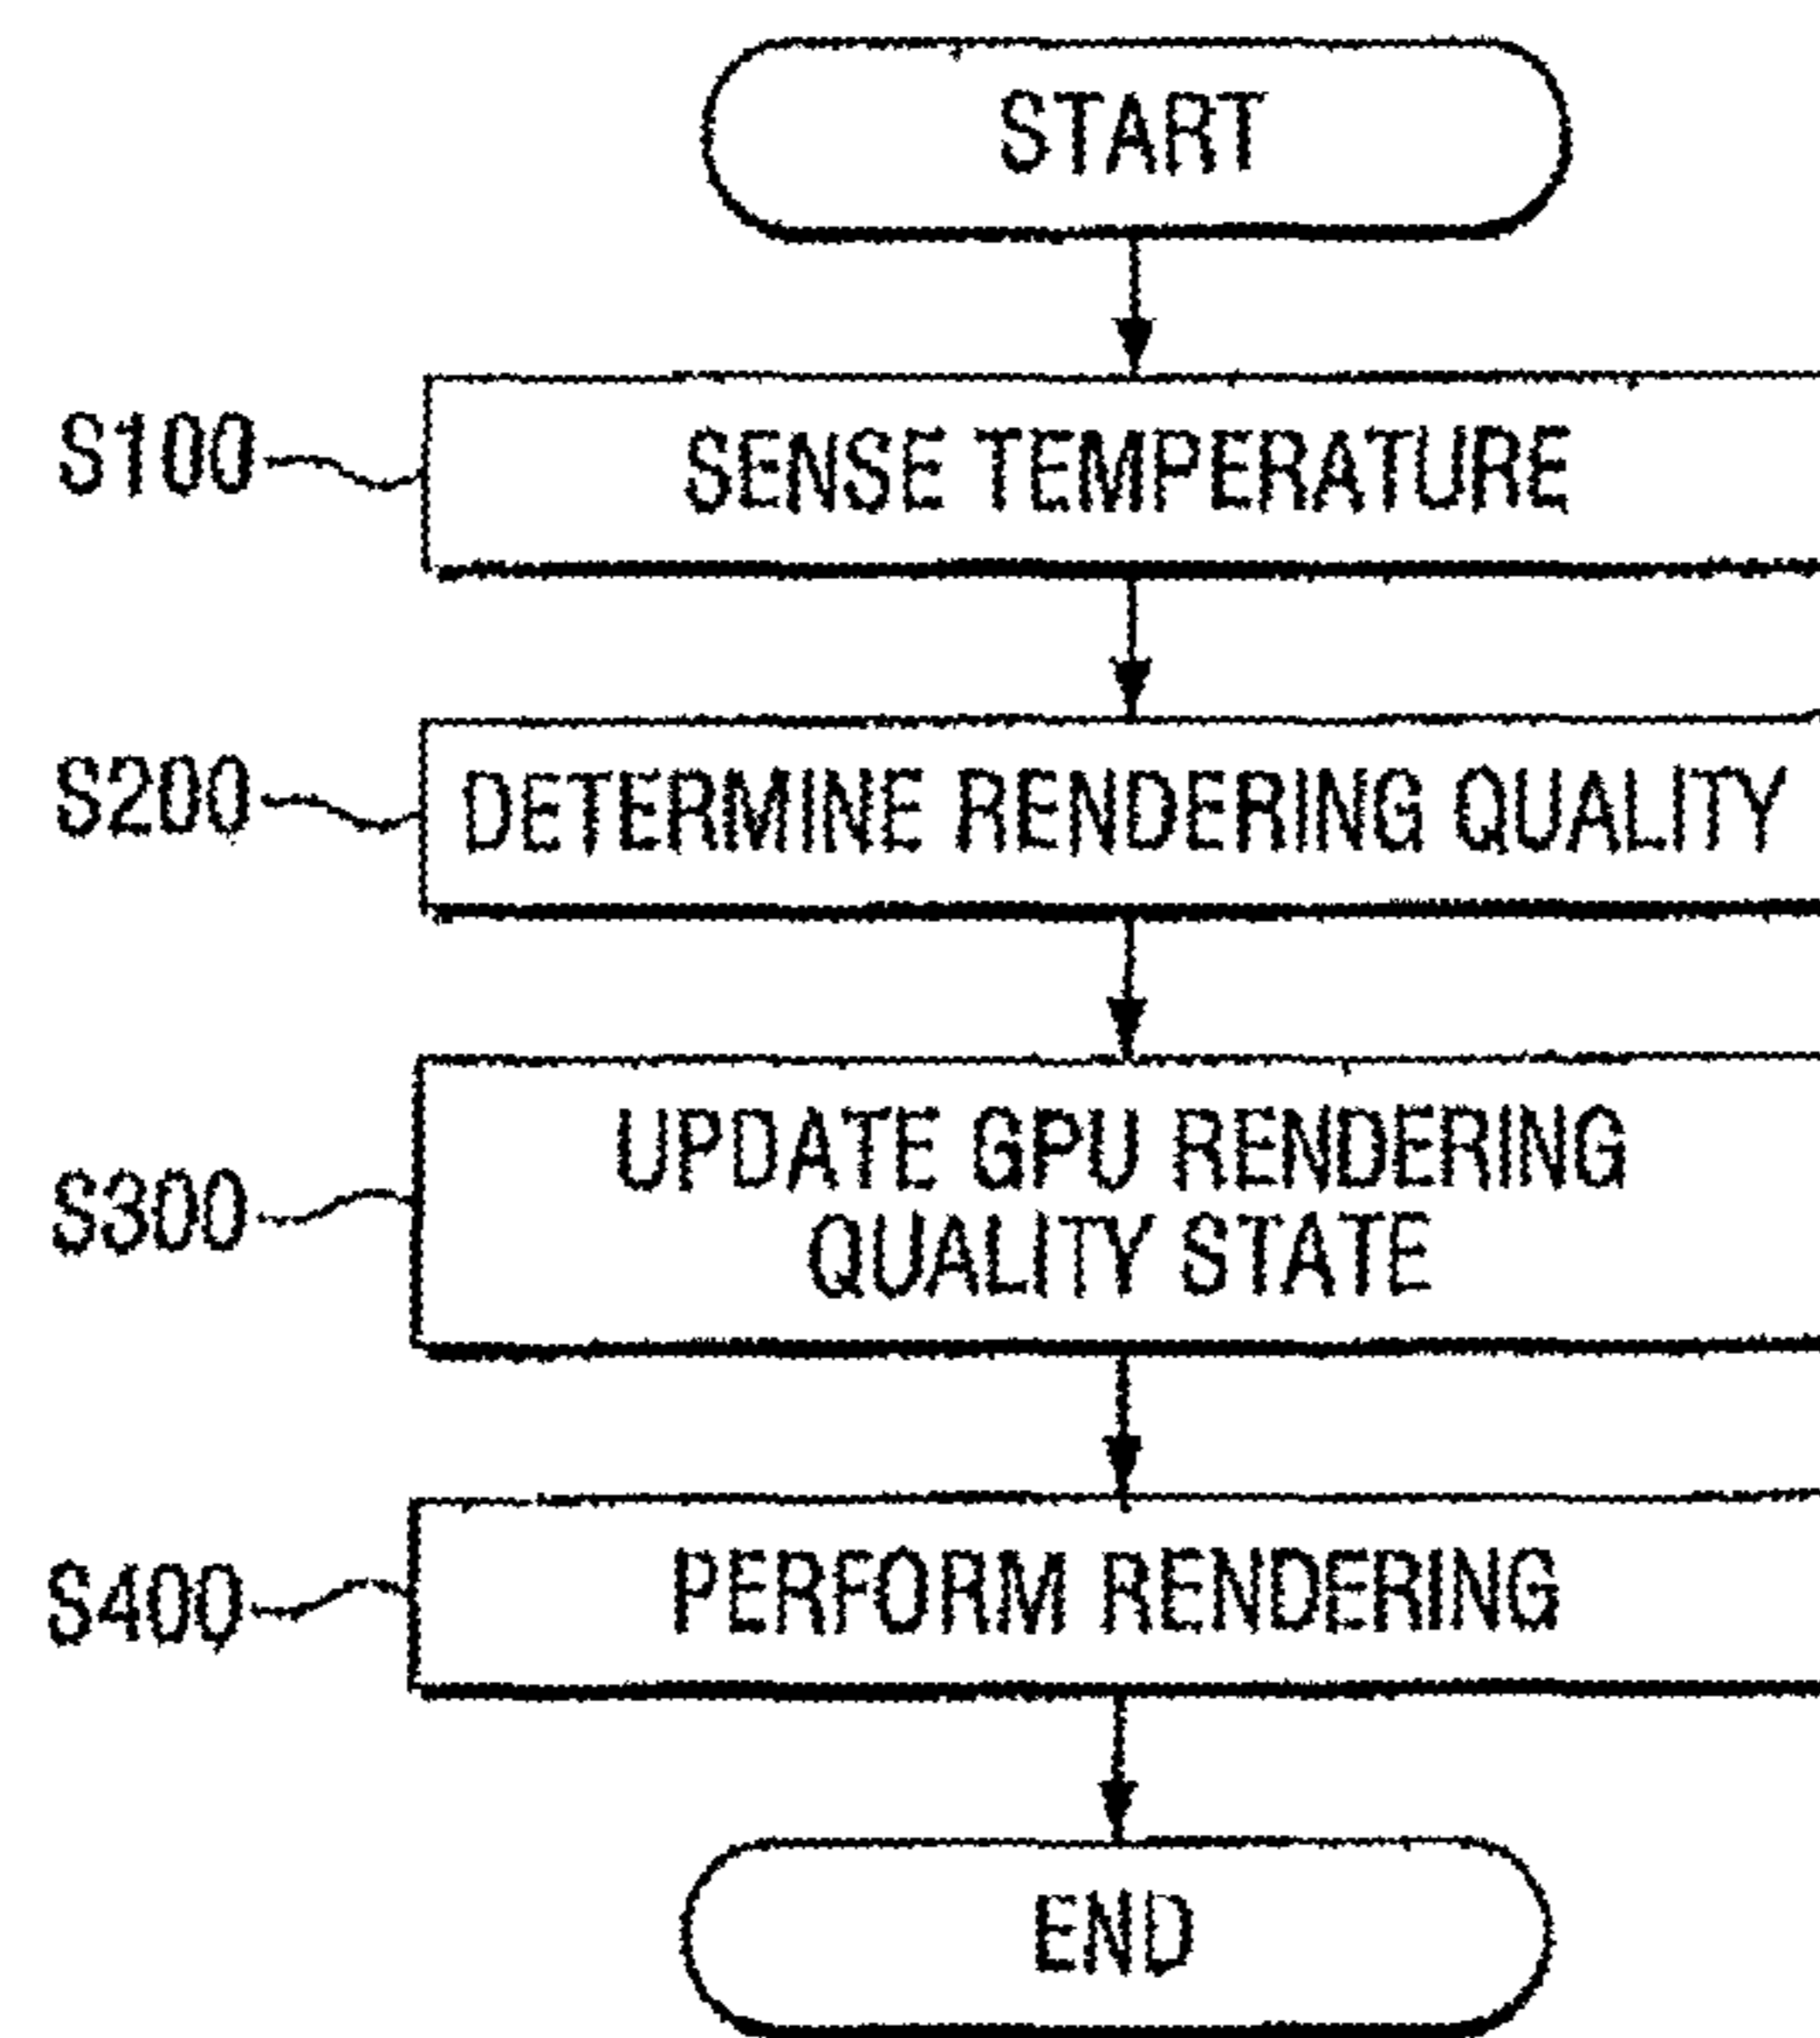 START
S100
SENSE TEMPERATURE
S200
DETERMINE RENDERING QUALITY
S300
UPDATE GPU RENDERING
QUALITY STATE
S400
PERFORM RENDERING
END